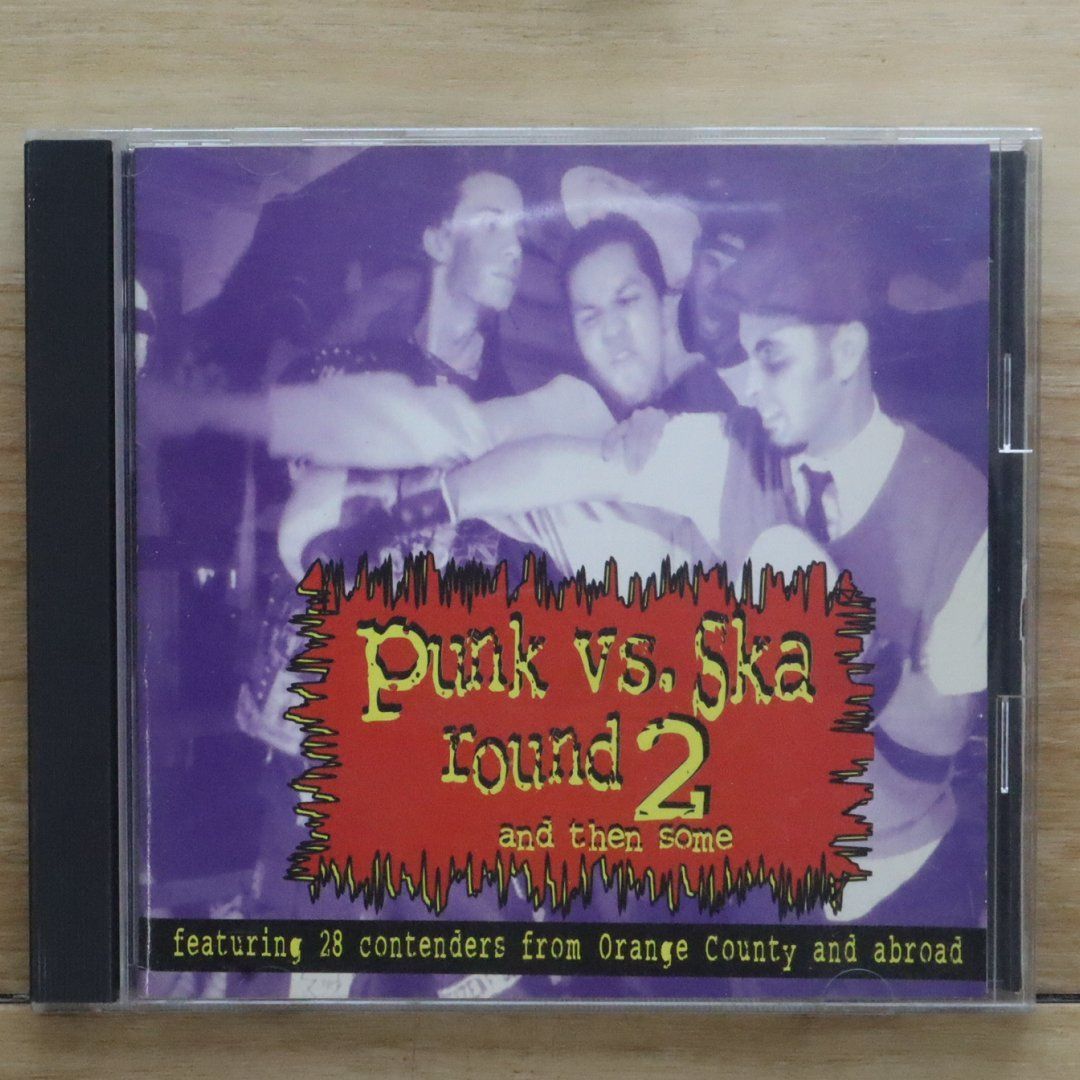 Punk vs. Ska
round 2
and then some
featuring 28 contenders from Orange County and abroad